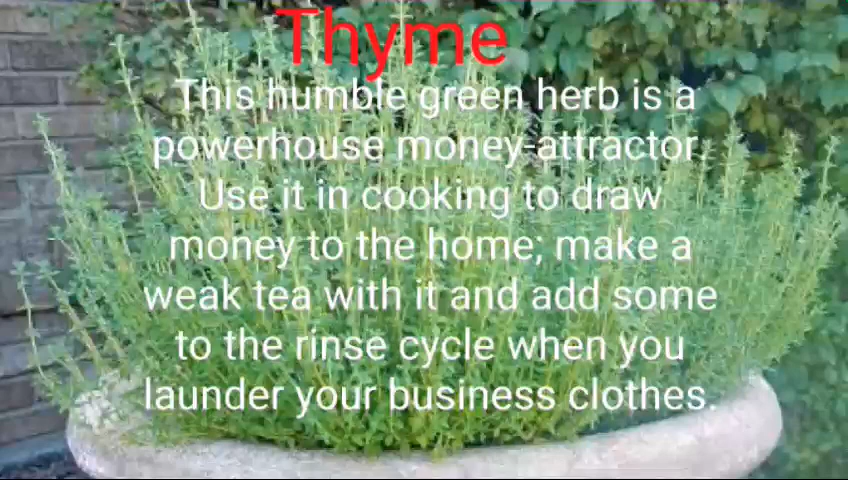 Thyme
This humble green herb is a
powerhouse money-attractor.
Use it in cooking to draw
money to the home; make a
weak tea with it and add some
to the rinse cycle when you
launder your business clothes.